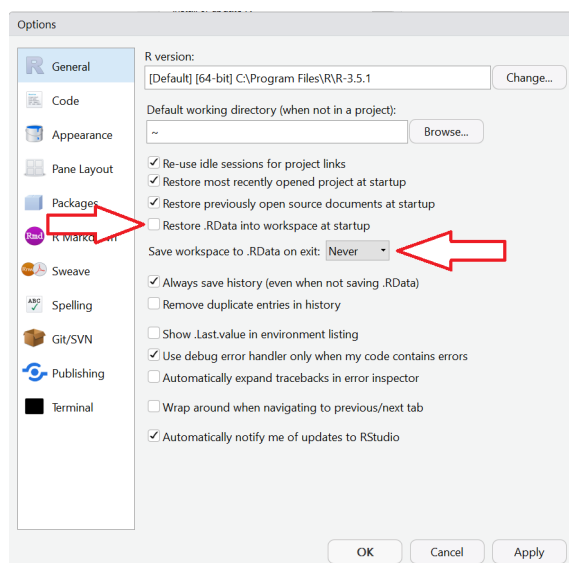 Options
General
Code
Appearance
Pane Layout
Packages
Rmd
Sweave
ABC
Spelling
Git/SVN
Publishing
Terminal
R version:
[Default] [64-bit] C:\Program Files\R\R-3.5.1
Change...
Default working directory (when not in a project):
~
Browse...
Re-use idle sessions for project links
Restore most recently opened project at startup
Restore previously open source documents at startup
Restore .RData into workspace at startup
Save workspace to .RData on exit: Never
Always save history (even when not saving .RData)
Remove duplicate entries in history
Show .Last.value in environment listing
Use debug error handler only when my code contains errors
Automatically expand tracebacks in error inspector
Wrap around when navigating to previous/next tab
Automatically notify me of updates to RStudio
OK
Cancel
Apply